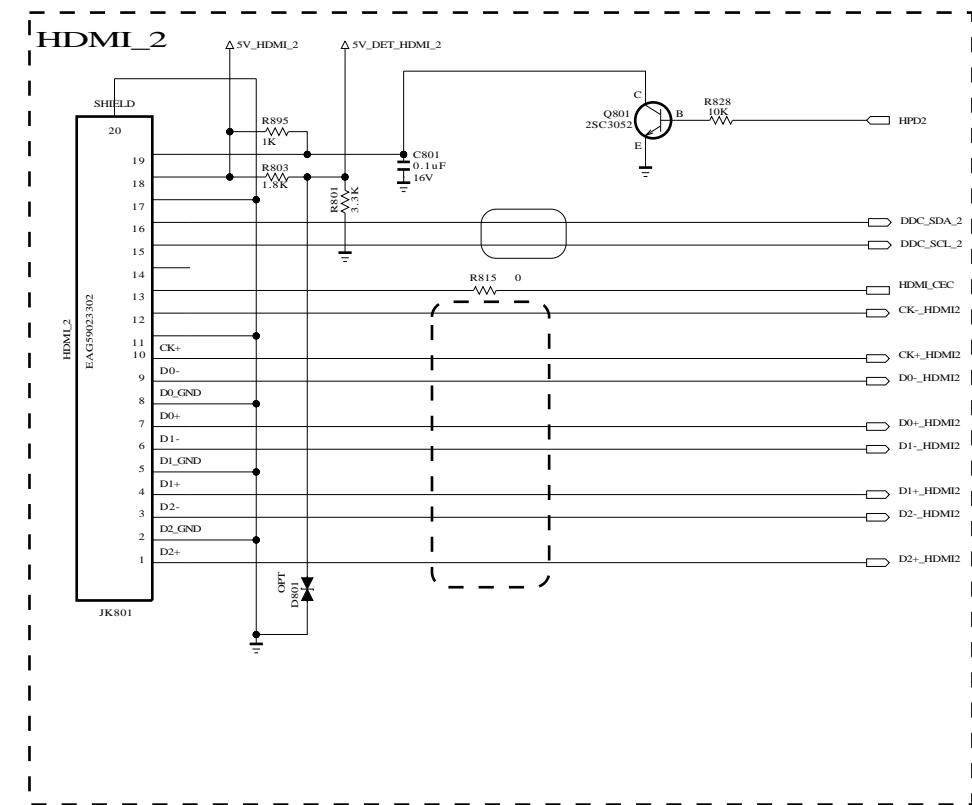 HDMI_2
5V_HDMI_2
5V_DET_HDMI_2
SHIELD
20
R895
1K
C
Q801
2SC3052
B
E
R828
10K
HPD2
19
C801
0.1uF
16V
18
R803
1.8K
R801
3.3K
17
16
DDC_SDA_2
15
DDC_SCL_2
14
R815
0
13
HDMI_CEC
12
CK-_HDMI2
HDMI_2
EAG59023302
11
10
CK+
CK+_HDMI2
9
D0-
D0-_HDMI2
8
D0_GND
7
D0+
D0+_HDMI2
6
D1-
D1-_HDMI2
5
D1_GND
4
D1+
D1+_HDMI2
3
D2-
D2-_HDMI2
2
D2_GND
1
D2+
D2+_HDMI2
OPT
D801
JK801